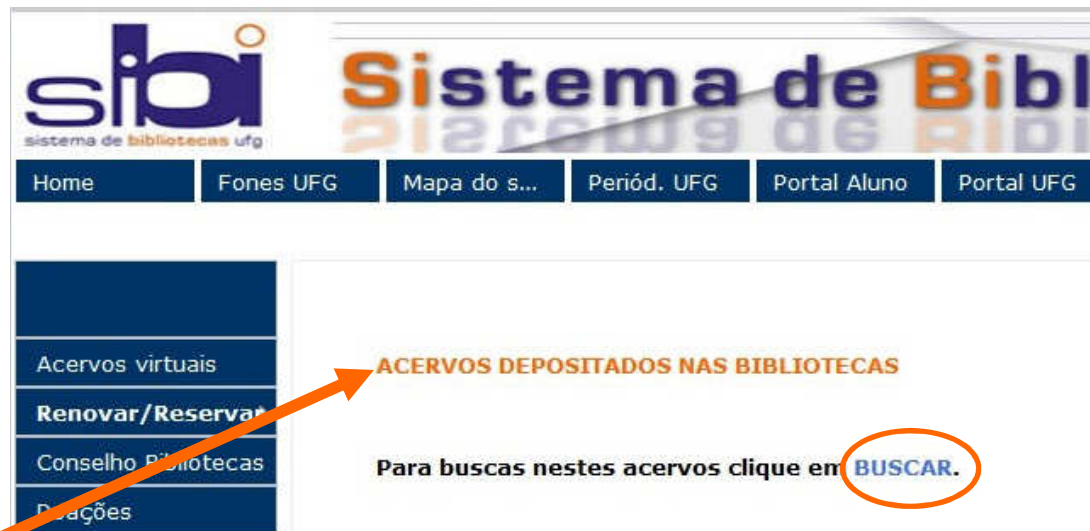 sibi
sistema de bibliotecas ufg
Sistema de Bibl
Home Fones UFG Mapa do s... Periód. UFG Portal Aluno Portal UFG
Acervos virtuais
Renovar/Reservar
Conselho Bibliotecas
Doações
ACERVOS DEPOSITADOS NAS BIBLIOTECAS
Para buscas nestes acervos clique em BUSCAR.